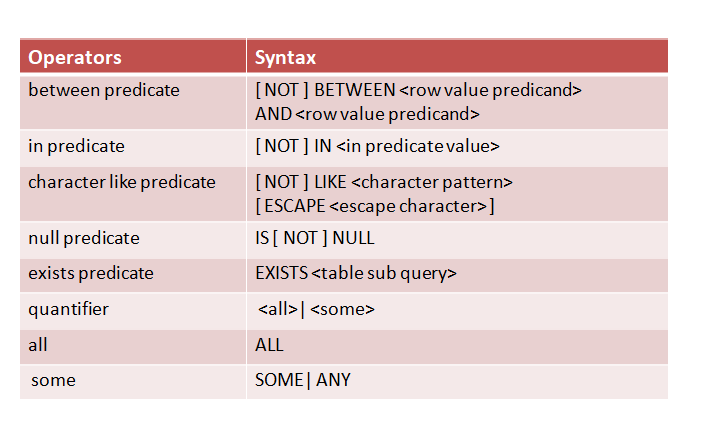 Operators Syntax
between predicate [ NOT ] BETWEEN <row value predicand>
AND <row value predicand>
in predicate [ NOT ] IN <in predicate value>
character like predicate [ NOT ] LIKE <character pattern>
[ ESCAPE <escape character> ]
null predicate IS [ NOT ] NULL
exists predicate EXISTS <table sub query>
quantifier <all> | <some>
all ALL
some SOME | ANY